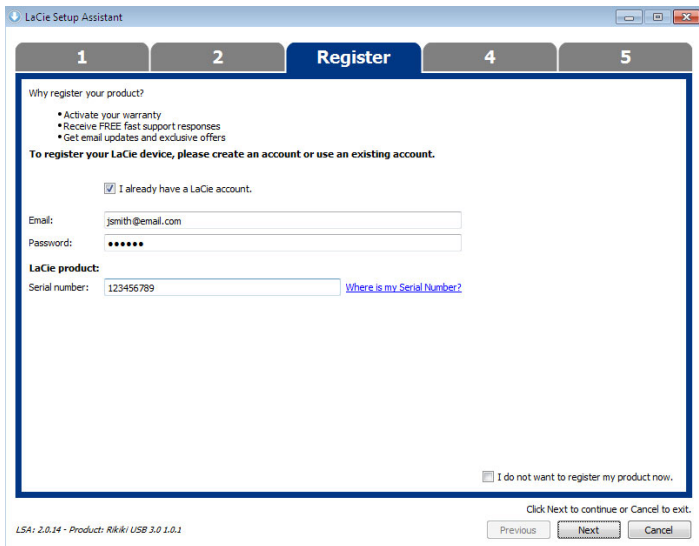 LaCie Setup Assistant
1 2 Register 4 5
Why register your product?
• Activate your warranty
• Receive FREE fast support responses
• Get email updates and exclusive offers
To register your LaCie device, please create an account or use an existing account.
I already have a LaCie account.
Email: jsmith@email.com
Password: ••••••
LaCie product:
Serial number: 123456789 Where is my Serial Number?
I do not want to register my product now.
Click Next to continue or Cancel to exit.
LSA: 2.0.14 - Product: Rikiki USB 3.0 1.0.1 Previous Next Cancel